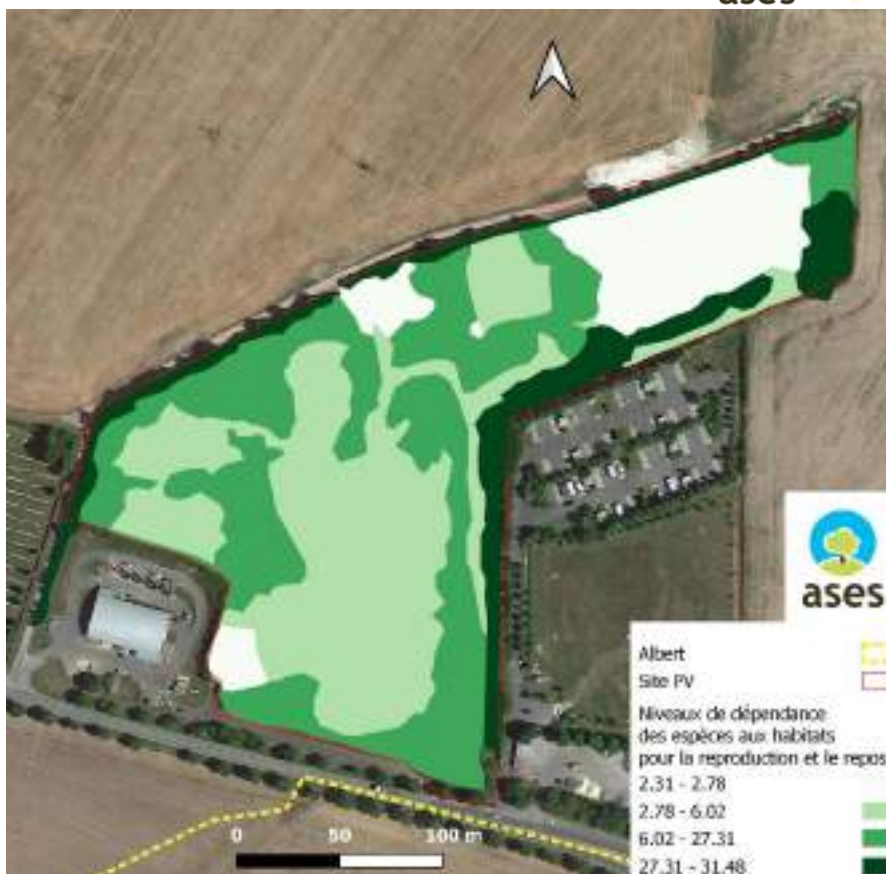 ases
ases
Albert
Site PV
Niveaux de dépendance
des espèces aux habitats
pour la reproduction et le repos
2.31 - 2.78
2.78 - 6.02
6.02 - 27.31
27.31 - 31.48
0 50 100 m